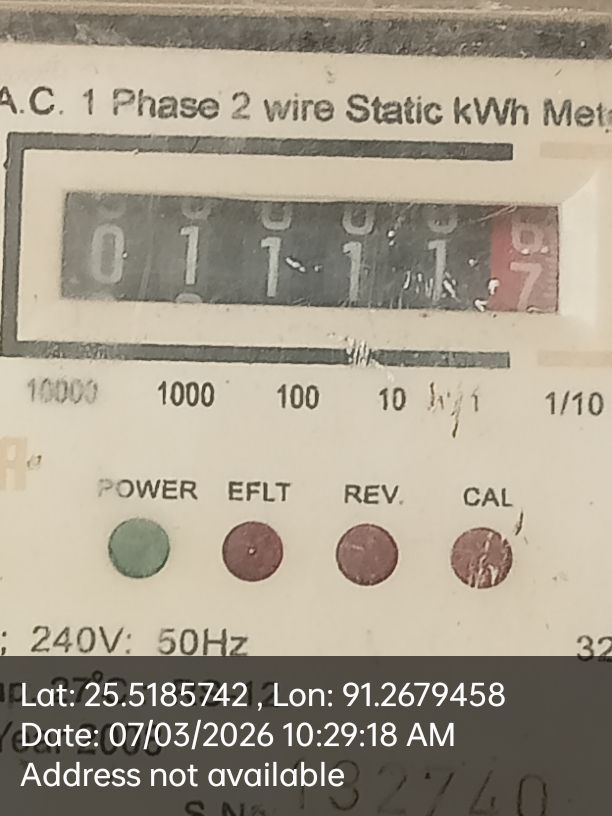 A.C. 1 Phase 2 wire Static kWh Met
0 1 1 1 1 7
10000 1000 100 10 1/10
POWER EFLT REV. CAL
; 240V: 50Hz 32
Lat: 25.5185742 , Lon: 91.2679458
Date: 07/03/2026 10:29:18 AM
Address not available
S.No. 132740